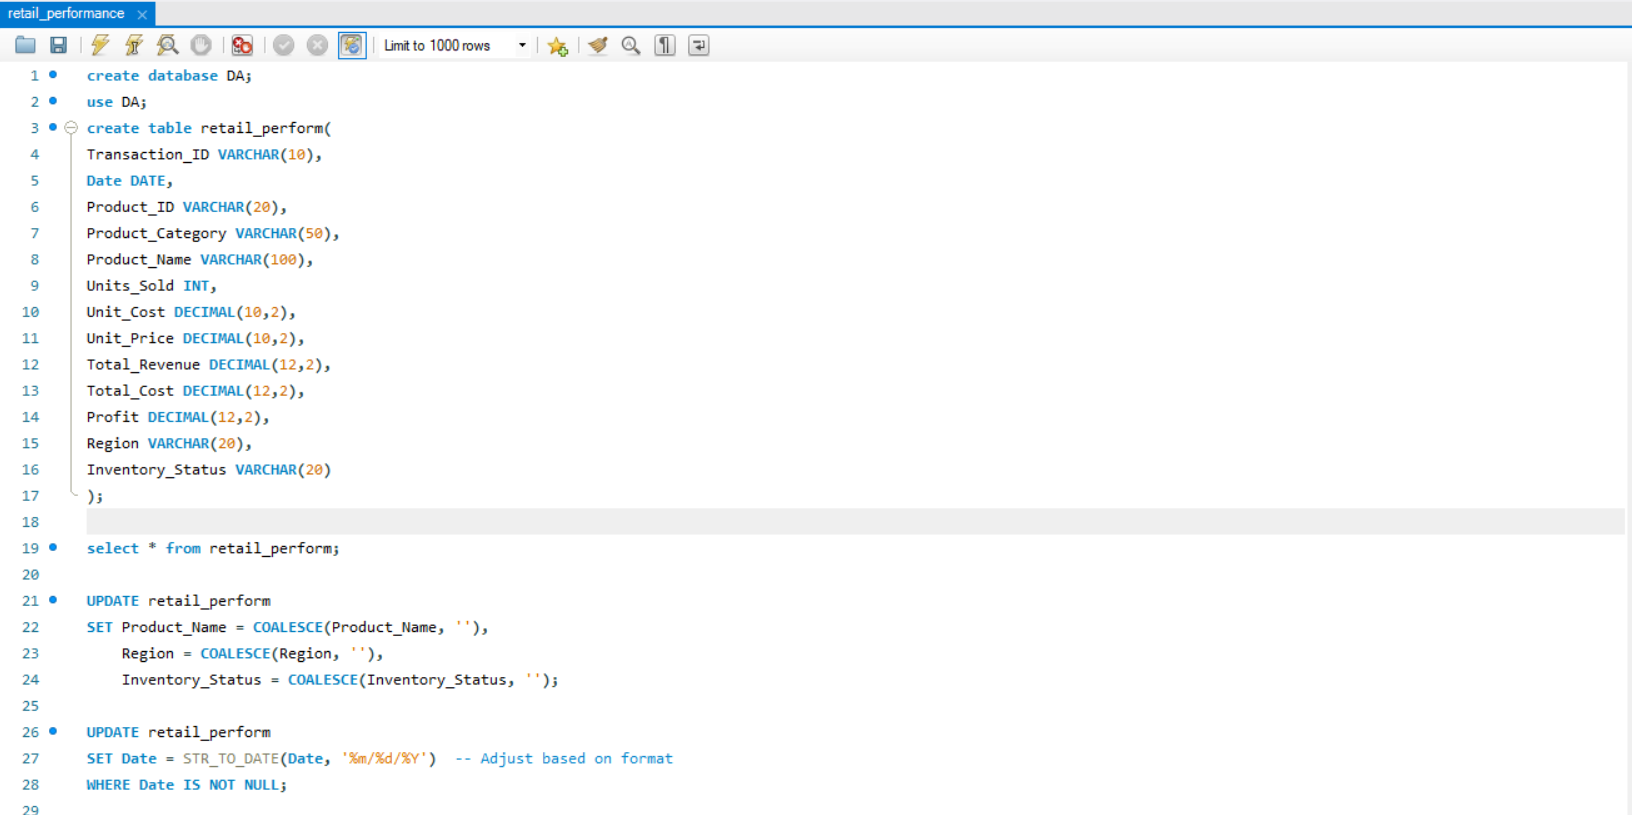 retail_performance
Limit to 1000 rows
1 create database DA;
2 use DA;
3 create table retail_perform(
4 Transaction_ID VARCHAR(10),
5 Date DATE,
6 Product_ID VARCHAR(20),
7 Product_Category VARCHAR(50),
8 Product_Name VARCHAR(100),
9 Units_Sold INT,
10 Unit_Cost DECIMAL(10,2),
11 Unit_Price DECIMAL(10,2),
12 Total_Revenue DECIMAL(12,2),
13 Total_Cost DECIMAL(12,2),
14 Profit DECIMAL(12,2),
15 Region VARCHAR(20),
16 Inventory_Status VARCHAR(20)
17 );
18
19 select * from retail_perform;
20
21 UPDATE retail_perform
22 SET Product_Name = COALESCE(Product_Name, ''),
23 Region = COALESCE(Region, ''),
24 Inventory_Status = COALESCE(Inventory_Status, '');
25
26 UPDATE retail_perform
27 SET Date = STR_TO_DATE(Date, '%m/%d/%Y') -- Adjust based on format
28 WHERE Date IS NOT NULL;
29